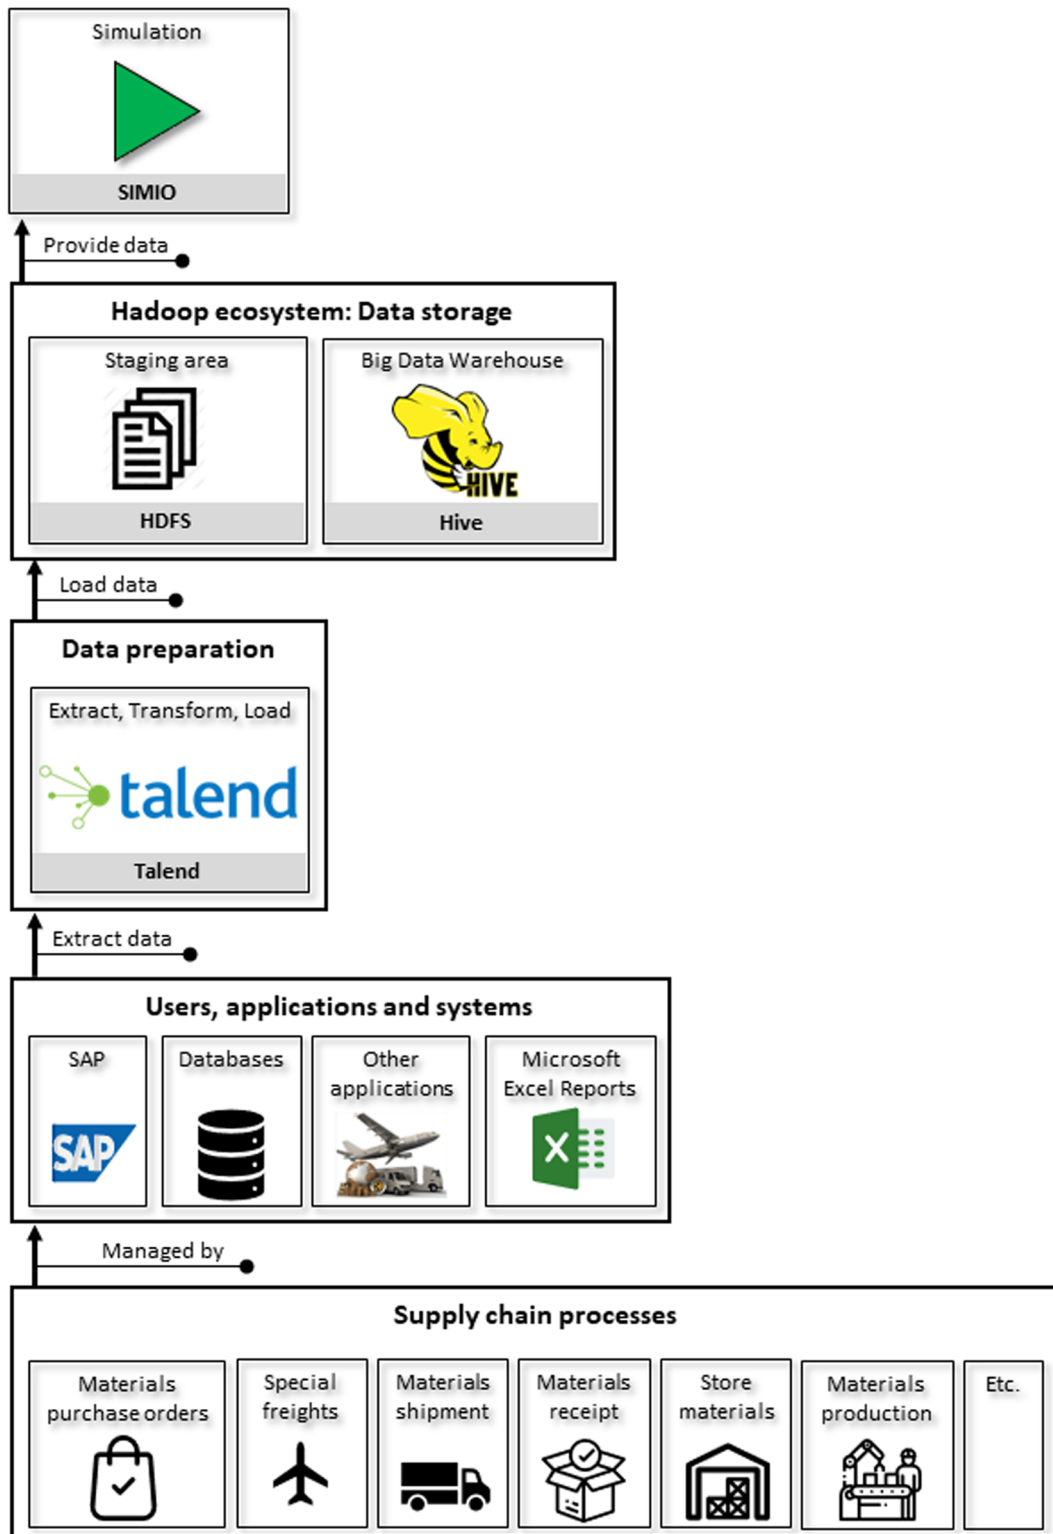 Simulation
SIMIO
Provide data
Hadoop ecosystem: Data storage
Staging area
HDFS
Big Data Warehouse
HIVE
Hive
Load data
Data preparation
Extract, Transform, Load
talend
Talend
Extract data
Users, applications and systems
SAP
SAP
Databases
Other
applications
Microsoft
Excel Reports
X
Managed by
Supply chain processes
Materials
purchase orders
Special
freights
Materials
shipment
Materials
receipt
Store
materials
Materials
production
Etc.